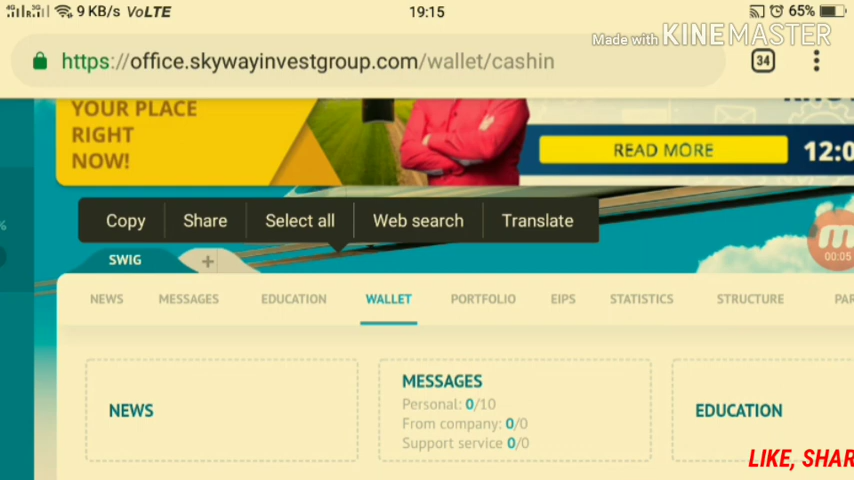 9 KB/s VoLTE 19:15 65%
Made with KINEMASTER
https://office.skywayinvestgroup.com/wallet/cashin 34
YOUR PLACE
RIGHT
NOW!
READ MORE 12:0
Copy Share Select all Web search Translate
00:05
SWIG +
NEWS MESSAGES EDUCATION WALLET PORTFOLIO EIPS STATISTICS STRUCTURE PAR
NEWS
MESSAGES
Personal: 0/10
From company: 0/0
Support service 0/0
EDUCATION
LIKE, SHAR